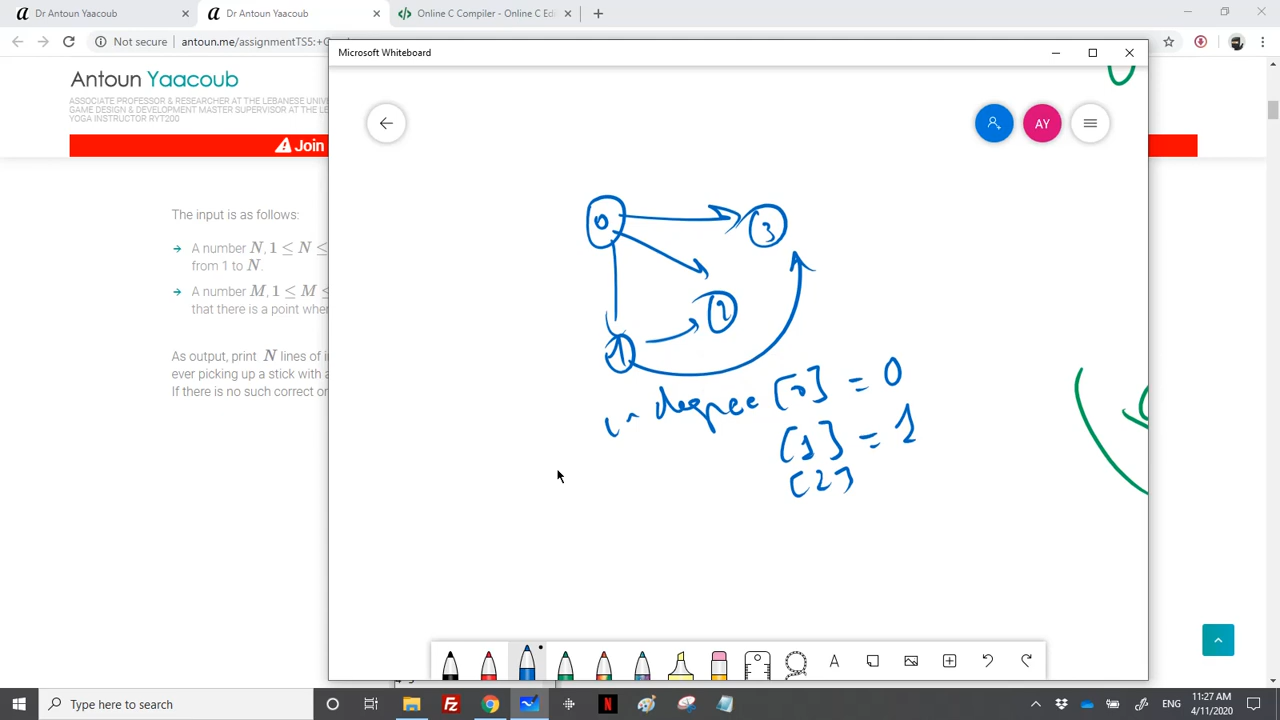 Dr Antoun Yaacoub
Dr Antoun Yaacoub
Online C Compiler - Online C Edi
Not secure
antoun.me/assignmentTS5:+
Microsoft Whiteboard
Antoun Yaacoub
ASSOCIATE PROFESSOR & RESEARCHER AT THE LEBANESE UNIV
GAME DESIGN & DEVELOPMENT MASTER SUPERVISOR AT THE LE
YOGA INSTRUCTOR RYT200
Join
AY
The input is as follows:
A number N, 1 ≤ N ≤
from 1 to N.
A number M, 1 ≤ M ≤
that there is a point wher
As output, print N lines of in
ever picking up a stick with a
If there is no such correct or
0
3
2
1
in degree [0] = 0
[1] = 1
[2]
A
Type here to search
ENG
11:27 AM
4/11/2020